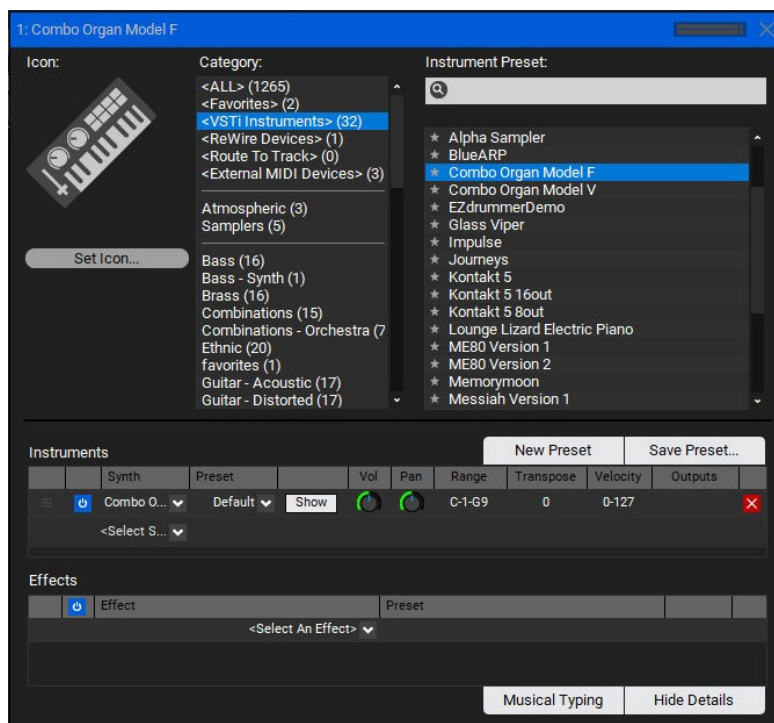 1: Combo Organ Model F
Icon:
Category:
Instrument Preset:
<ALL> (1265)
<Favorites> (2)
<VSTi Instruments> (32)
<ReWire Devices> (1)
<Route To Track> (0)
<External MIDI Devices> (3)
Atmospheric (3)
Samplers (5)
Bass (16)
Bass - Synth (1)
Brass (16)
Combinations (15)
Combinations - Orchestra (7
Ethnic (20)
favorites (1)
Guitar - Acoustic (17)
Guitar - Distorted (17)
Set Icon...
Alpha Sampler
BlueARP
Combo Organ Model F
Combo Organ Model V
EZdrummerDemo
Glass Viper
Impulse
Journeys
Kontakt 5
Kontakt 5 16out
Kontakt 5 8out
Lounge Lizard Electric Piano
ME80 Version 1
ME80 Version 2
Memorymoon
Messiah Version 1
Instruments
New Preset
Save Preset...
Synth Preset Vol Pan Range Transpose Velocity Outputs
Combo O... Default Show C-1-G9 0 0-127
<Select S...
Effects
Effect Preset
<Select An Effect>
Musical Typing
Hide Details